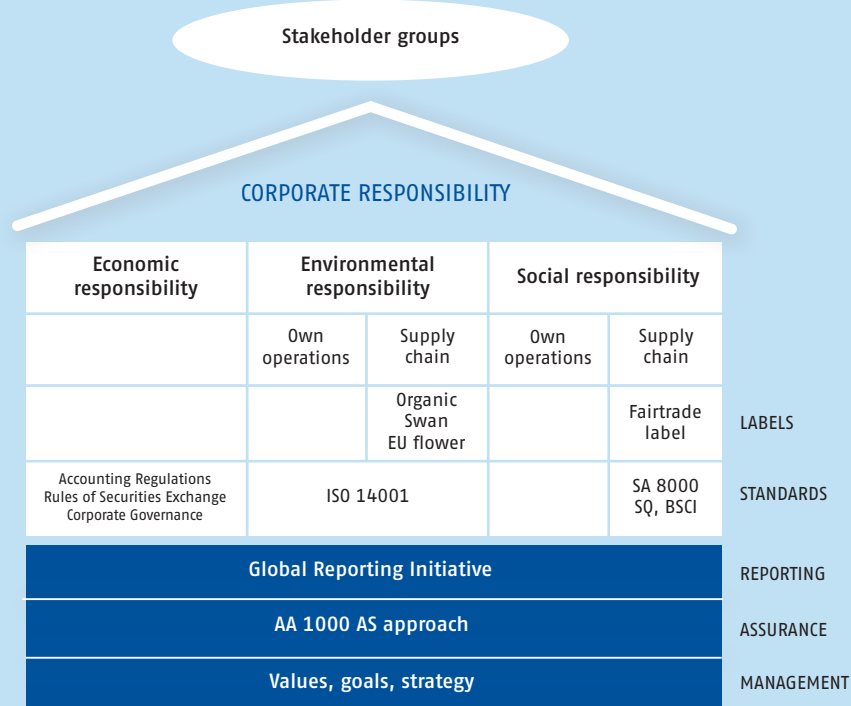 Stakeholder groups
CORPORATE RESPONSIBILITY
Economic
responsibility
Environmental
responsibility
Social responsibility
Own
operations
Supply
chain
Own
operations
Supply
chain
Organic
Swan
EU flower
Fairtrade
label
LABELS
Accounting Regulations
Rules of Securities Exchange
Corporate Governance
ISO 14001
SA 8000
SQ, BSCI
STANDARDS
Global Reporting Initiative
REPORTING
AA 1000 AS approach
ASSURANCE
Values, goals, strategy
MANAGEMENT